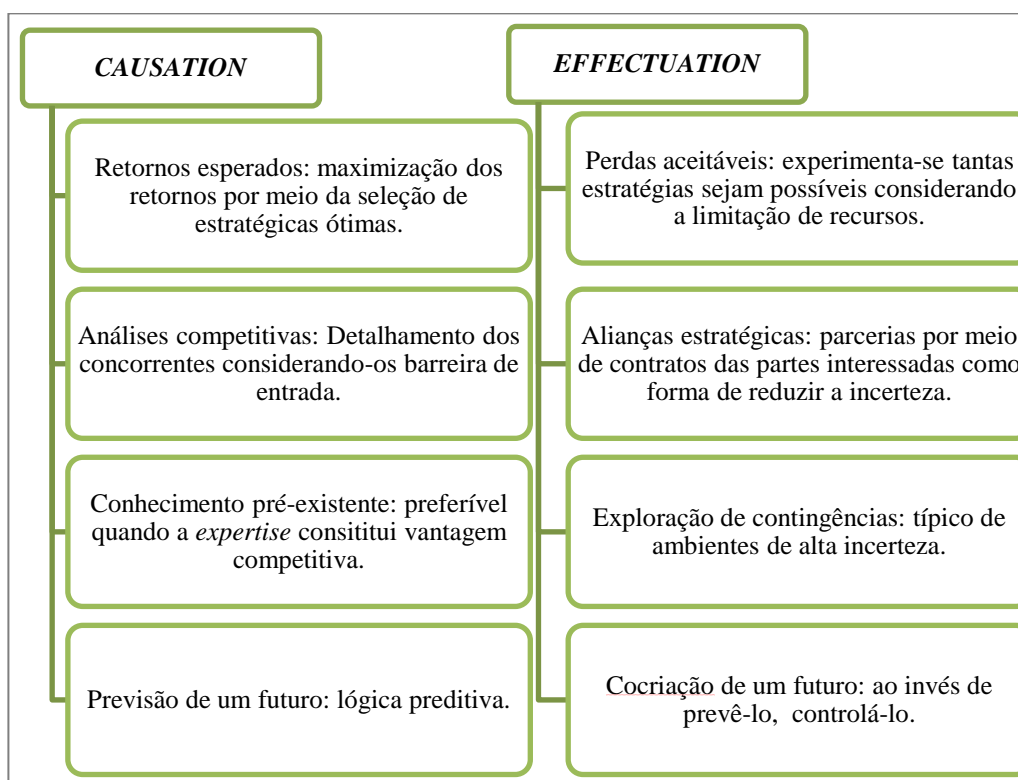 CAUSATION
Retornos esperados: maximização dos
retornos por meio da seleção de
estratégicas ótimas.
Análises competitivas: Detalhamento dos
concorrentes considerando-os barreira de
entrada.
Conhecimento pré-existente: preferível
quando a expertise consititui vantagem
competitiva.
Previsão de um futuro: lógica preditiva.
EFFECTUATION
Perdas aceitáveis: experimenta-se tantas
estratégias sejam possíveis considerando
a limitação de recursos.
Alianças estratégicas: parcerias por meio
de contratos das partes interessadas como
forma de reduzir a incerteza.
Exploração de contingências: típico de
ambientes de alta incerteza.
Cocriação de um futuro: ao invés de
prevê-lo, controlá-lo.